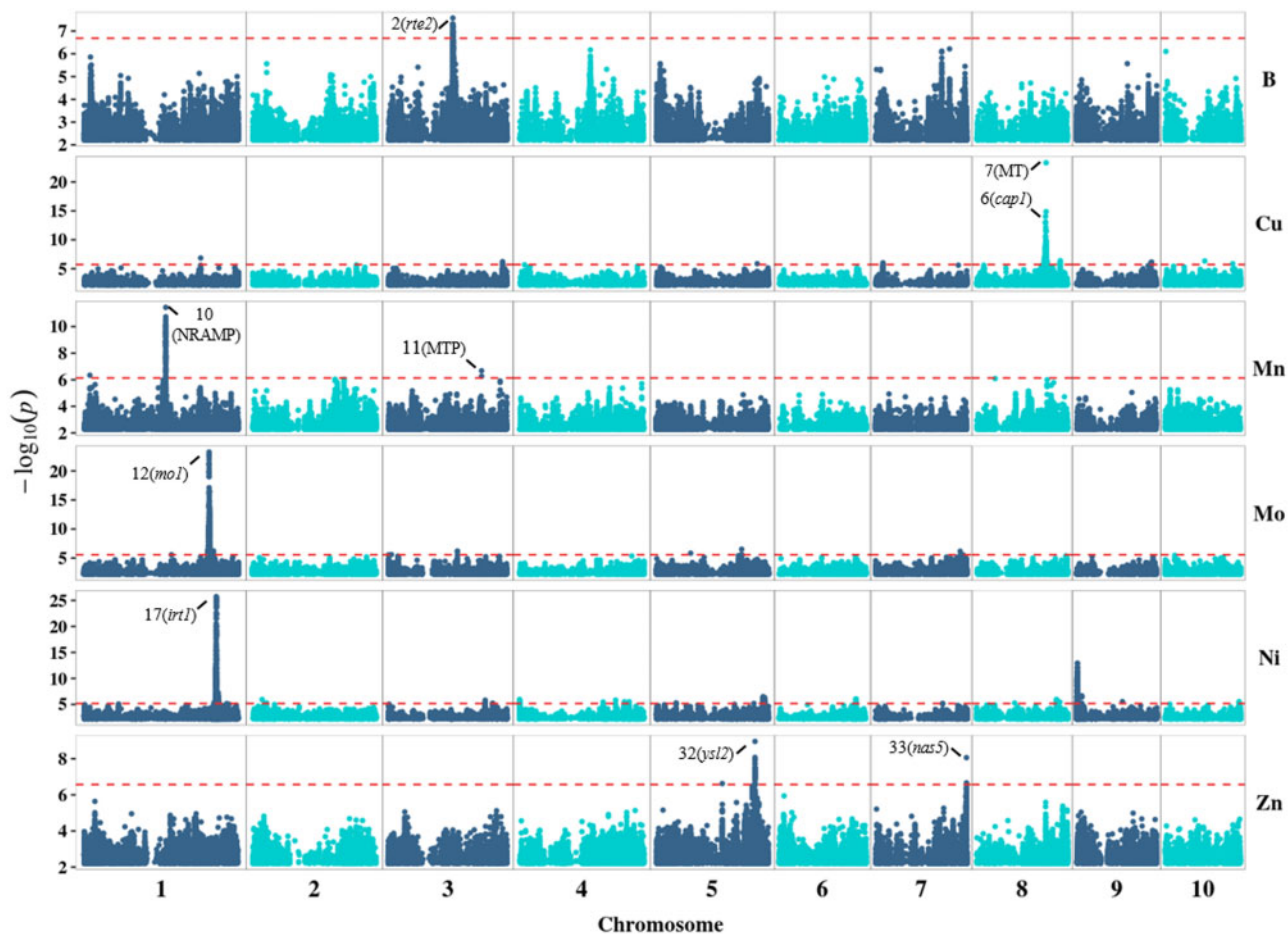 2(rte2)
7
6
5
4
3
2
B
7(MT)
6(cap1)
20
15
10
5
Cu
10
(NRAMP)
11(MTP)
10
8
6
4
2
Mn
− log10(p)
12(mo1)
20
15
10
5
Mo
17(irt1)
25
20
15
10
5
Ni
32(ysl2)
33(nas5)
8
6
4
2
Zn
1 2 3 4 5 6 7 8 9 10
Chromosome